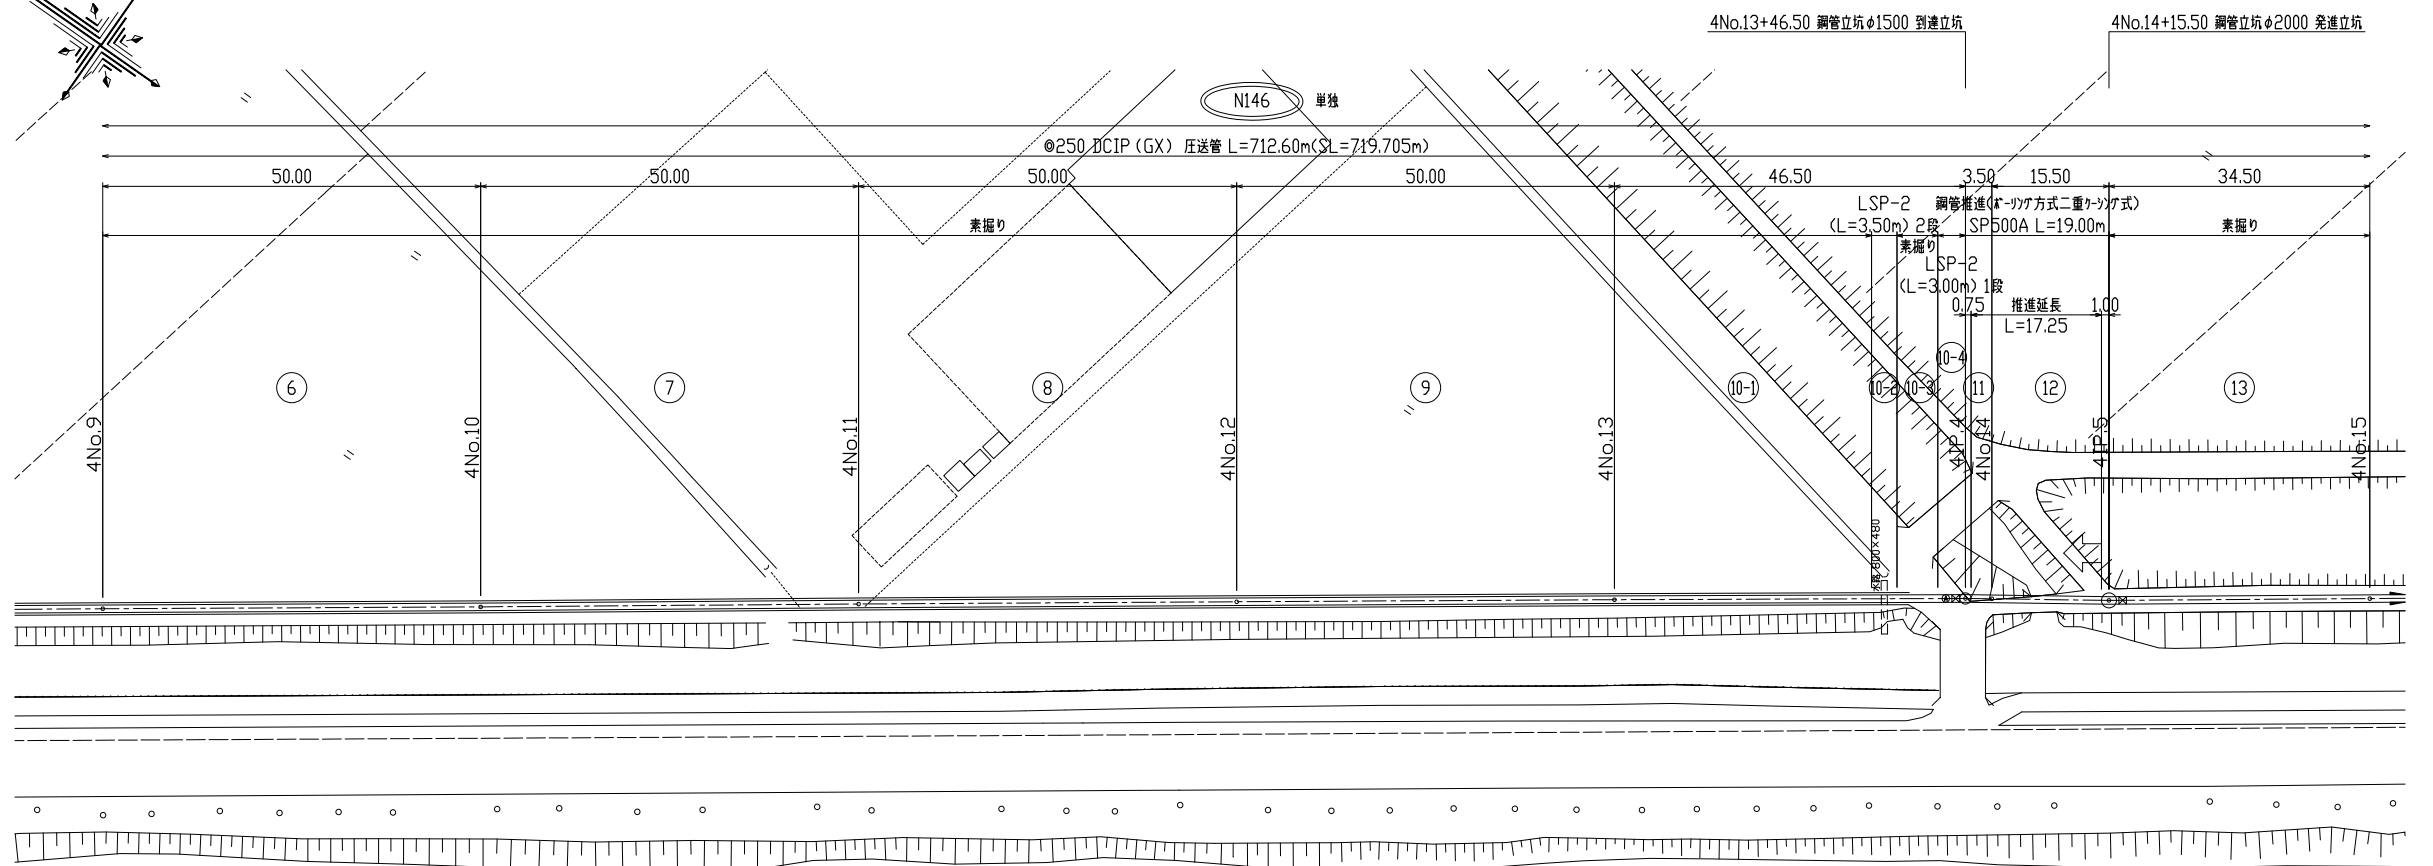 4No.13+46.50 鋼管立坑φ1500 到達立坑
4No.14+15.50 鋼管立坑φ2000 発進立坑
N146 単独
◎250 DCIP(GX) 圧送管 L=712.60m(SL=719.705m)
50.00 50.00 50.00 50.00 46.50 3.50 15.50 34.50
LSP-2 鋼管推進(ボーリング方式二重ケーシング式)
素掘り (L=3.50m) 2段 SP500A L=19.00m 素掘り
素掘り
LSP-2
(L=3.00m) 1段
0.75 推進延長 1.00
L=17.25
10-4
6 7 8 9 10-1 10-2 10-3 11 12 13
4No.9 4No.10 4No.11 4No.12 4No.13 4IP.4 4No.14 4IP.5 4No.15
水路 800×480